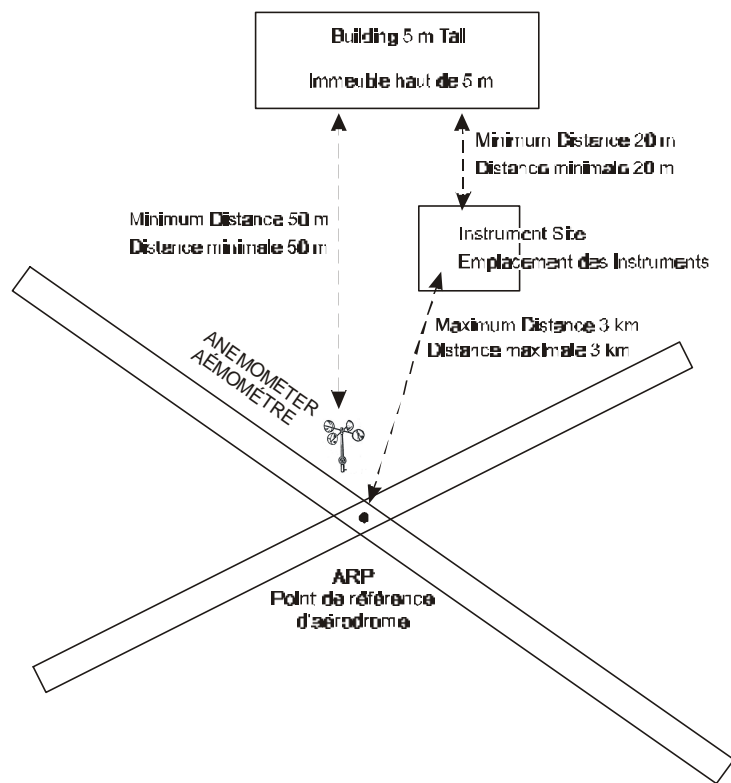 Building 5 m Tall
Immeuble haut de 5 m
Minimum Distance 20 m
Distance minimale 20 m
Minimum Distance 50 m
Distance minimale 50 m
Instrument Site
Emplacement des Instruments
Maximum Distance 3 km
Distance maximale 3 km
ANEMOMETER
AÉMOMÉTRE
ARP
Point de référence
d'aérodrome